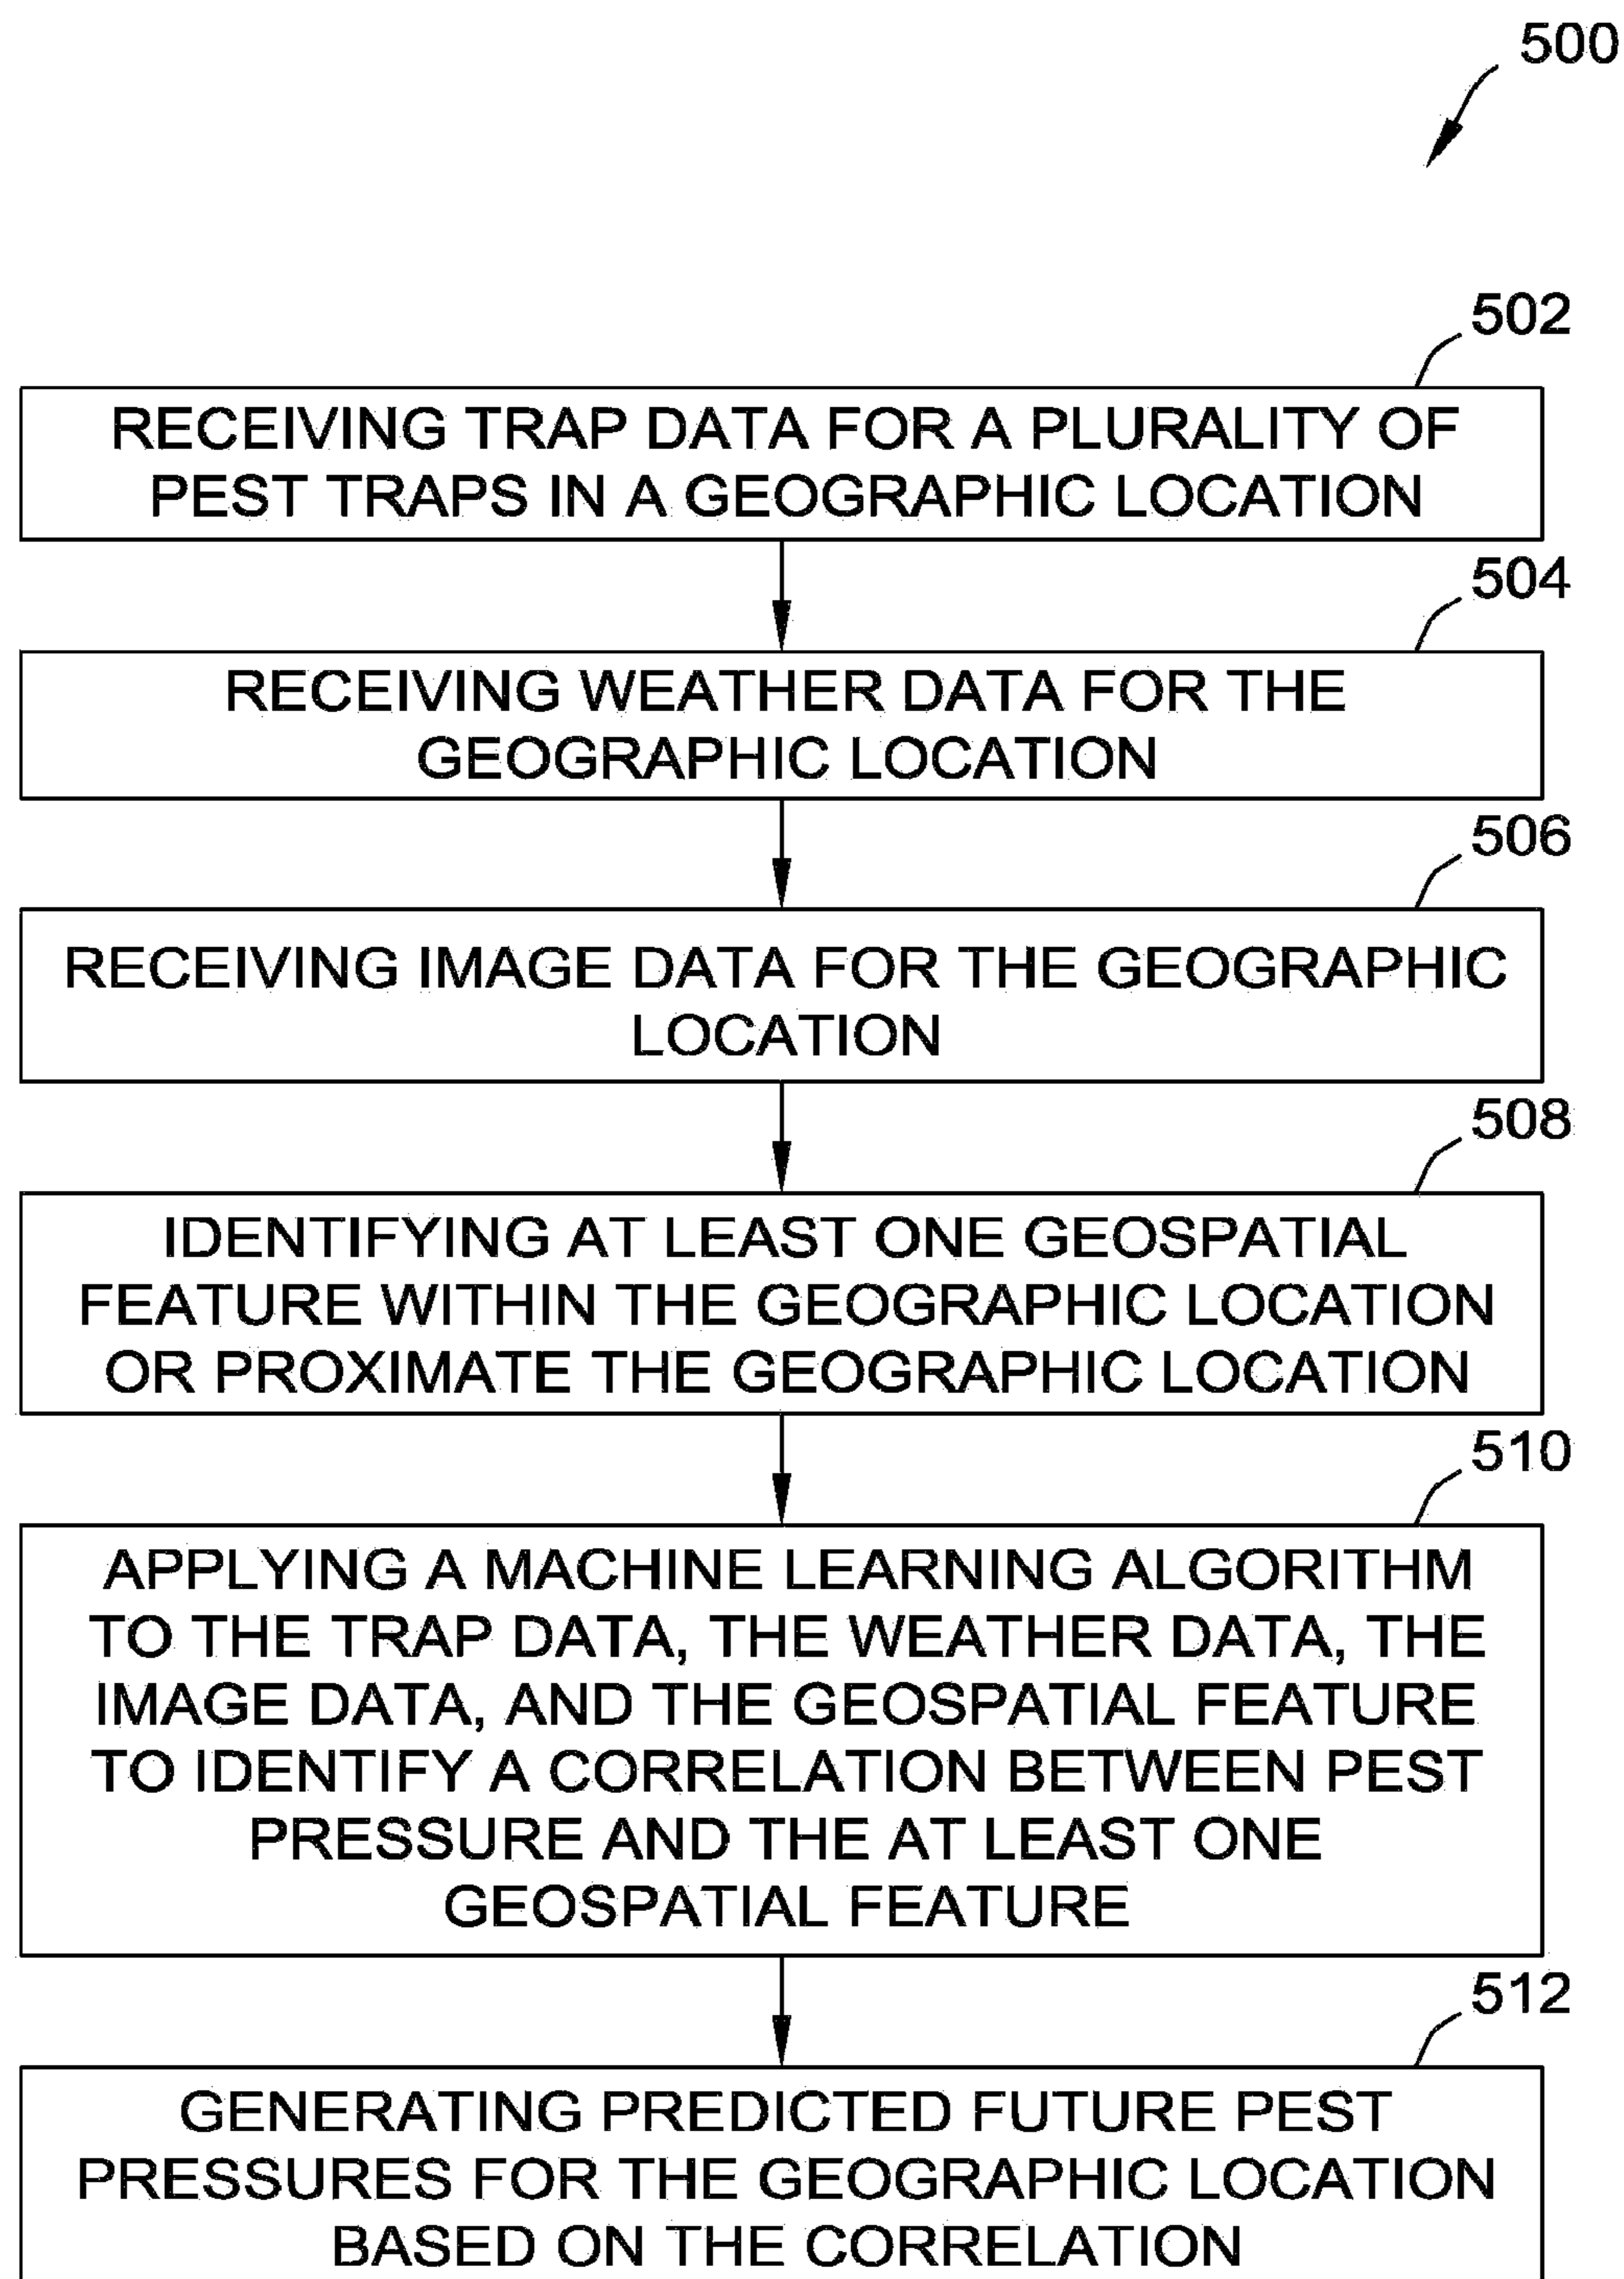 500
502
RECEIVING TRAP DATA FOR A PLURALITY OF
PEST TRAPS IN A GEOGRAPHIC LOCATION
504
RECEIVING WEATHER DATA FOR THE
GEOGRAPHIC LOCATION
506
RECEIVING IMAGE DATA FOR THE GEOGRAPHIC
LOCATION
508
IDENTIFYING AT LEAST ONE GEOSPATIAL
FEATURE WITHIN THE GEOGRAPHIC LOCATION
OR PROXIMATE THE GEOGRAPHIC LOCATION
510
APPLYING A MACHINE LEARNING ALGORITHM
TO THE TRAP DATA, THE WEATHER DATA, THE
IMAGE DATA, AND THE GEOSPATIAL FEATURE
TO IDENTIFY A CORRELATION BETWEEN PEST
PRESSURE AND THE AT LEAST ONE
GEOSPATIAL FEATURE
512
GENERATING PREDICTED FUTURE PEST
PRESSURES FOR THE GEOGRAPHIC LOCATION
BASED ON THE CORRELATION